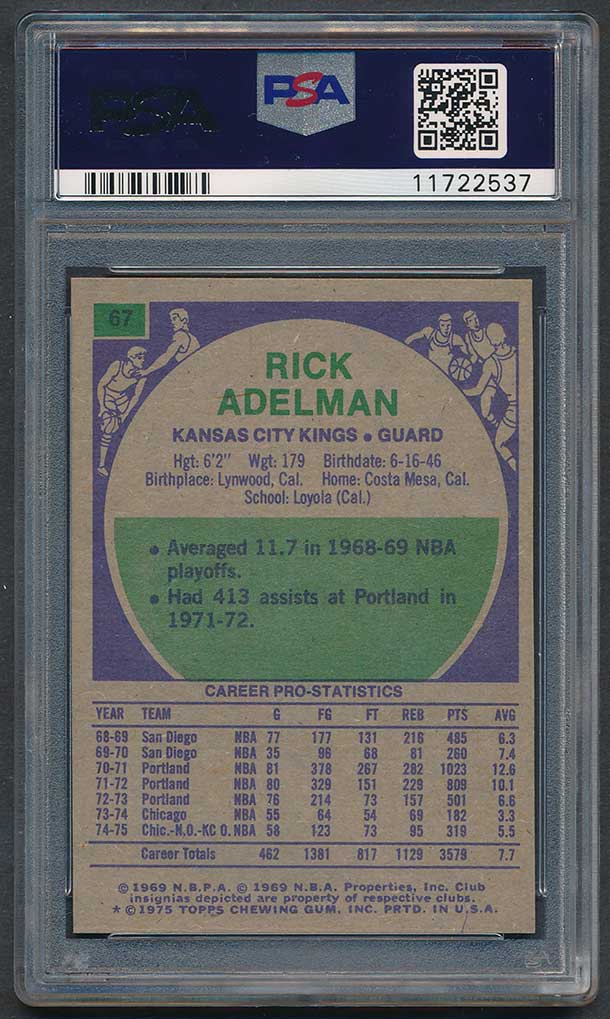 PSA
PSA
11722537
67
RICK
ADELMAN
KANSAS CITY KINGS • GUARD
Hgt: 6'2" Wgt: 179 Birthdate: 6-16-46
Birthplace: Lynwood, Cal. Home: Costa Mesa, Cal.
School: Loyola (Cal.)
• Averaged 11.7 in 1968-69 NBA
playoffs.
• Had 413 assists at Portland in
1971-72.
CAREER PRO-STATISTICS
YEAR TEAM G FG FT REB PTS AVG
68-69 San Diego NBA 77 177 131 216 485 6.3
69-70 San Diego NBA 35 96 68 81 260 7.4
70-71 Portland NBA 81 378 267 282 1023 12.6
71-72 Portland NBA 80 329 151 229 809 10.1
72-73 Portland NBA 76 214 73 157 501 6.6
73-74 Chicago NBA 55 64 54 69 182 3.3
74-75 Chic.-N.O.-KC O. NBA 58 123 73 95 319 5.5
Career Totals 462 1381 817 1129 3579 7.7
© 1969 N.B.P.A. © 1969 N.B.A. Properties, Inc. Club
insignias depicted are property of respective clubs.
* © 1975 TOPPS CHEWING GUM, INC. PRTD. IN U.S.A.